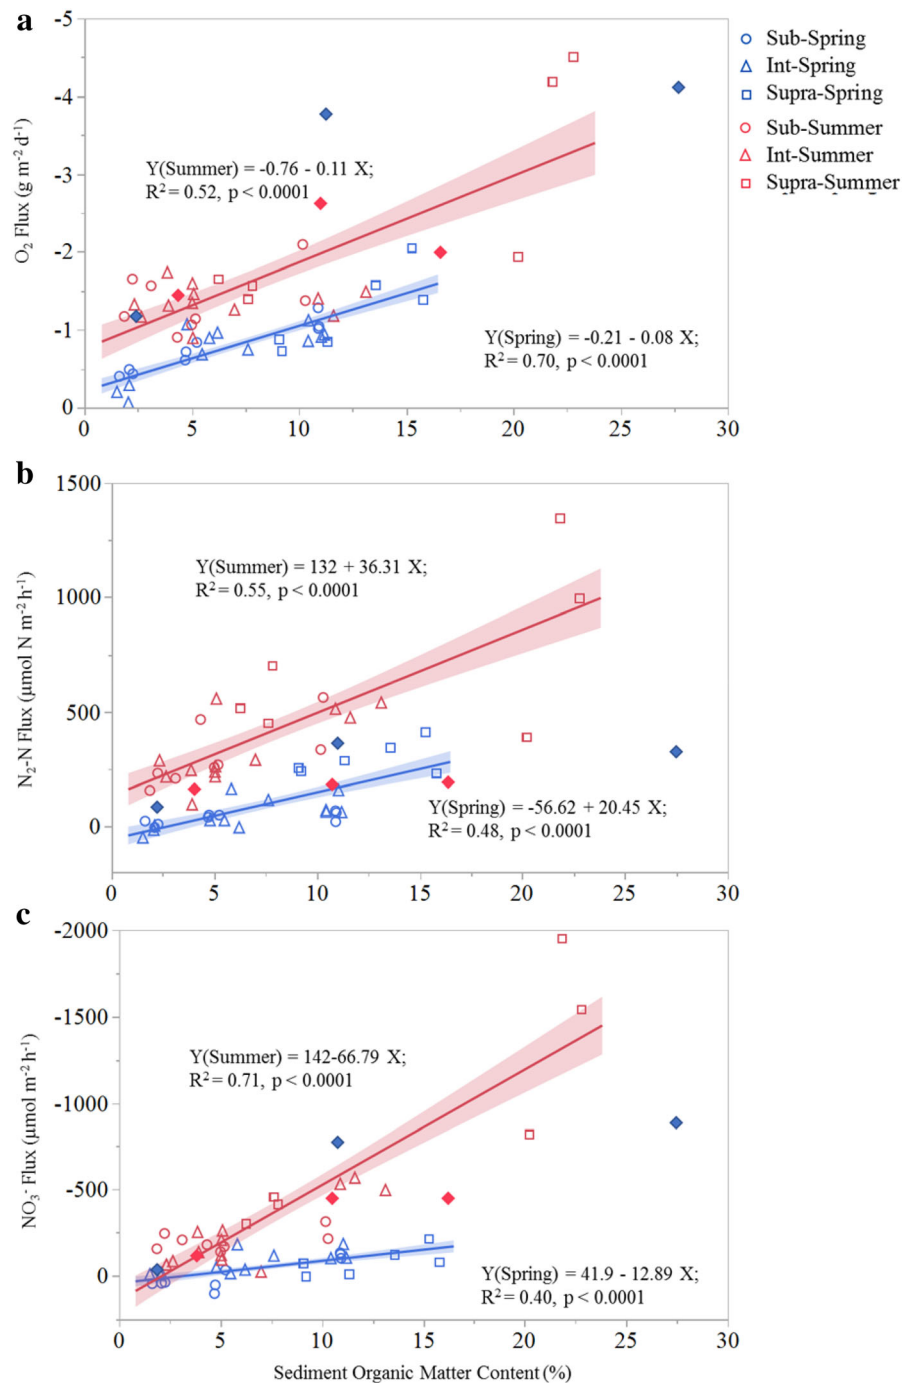 a
-5
-4
-3
-2
-1
0
O2 Flux (g m-2 d-1)
Sub-Spring
Int-Spring
Supra-Spring
Sub-Summer
Int-Summer
Supra-Summer
Y(Summer) = -0.76 - 0.11 X;
R2 = 0.52, p < 0.0001
Y(Spring) = -0.21 - 0.08 X;
R2 = 0.70, p < 0.0001
0 5 10 15 20 25 30
b
1500
1000
500
0
N2-N Flux (µmol N m-2 h-1)
Y(Summer) = 132 + 36.31 X;
R2 = 0.55, p < 0.0001
Y(Spring) = -56.62 + 20.45 X;
R2 = 0.48, p < 0.0001
0 5 10 15 20 25 30
c
-2000
-1500
-1000
-500
0
NO3- Flux (µmol m-2 h-1)
Y(Summer) = 142-66.79 X;
R2 = 0.71, p < 0.0001
Y(Spring) = 41.9 - 12.89 X;
R2 = 0.40, p < 0.0001
0 5 10 15 20 25 30
Sediment Organic Matter Content (%)